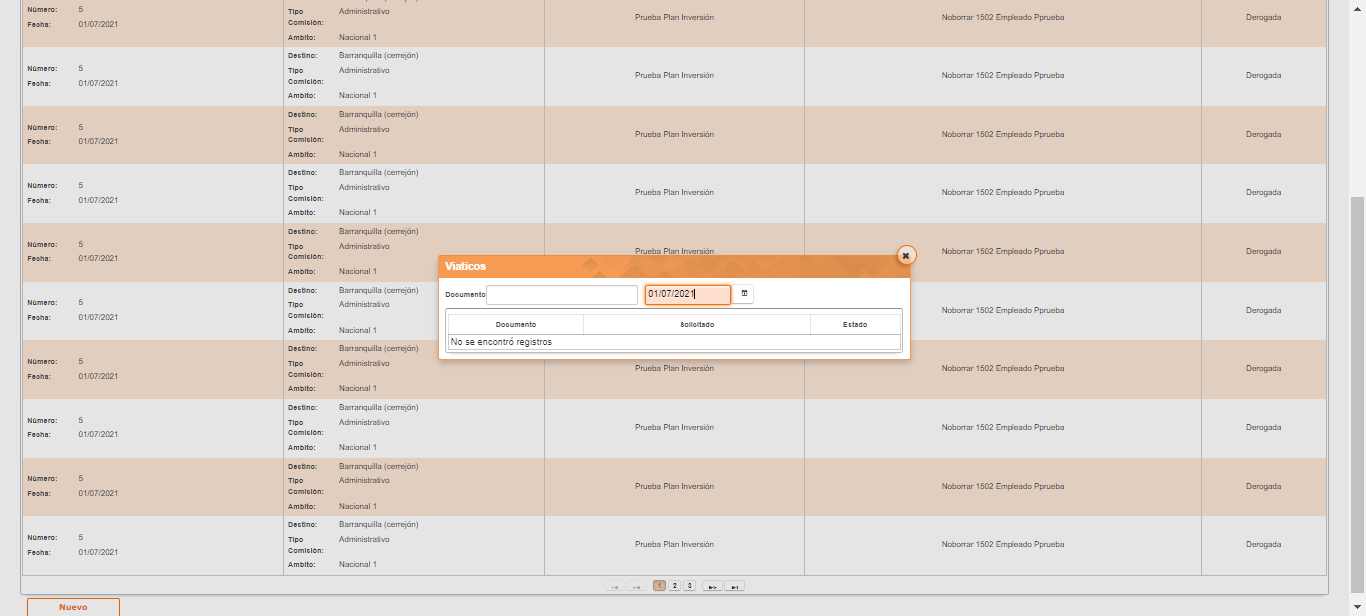 Número: 5 Tipo Comisión: Administrativo Prueba Plan Inversión Noborrar 1502 Empleado Pprueba Derogada
Fecha: 01/07/2021
Ambito: Nacional 1
Destino: Barranquilla (cerrejón)
Número: 5 Tipo Comisión: Administrativo Prueba Plan Inversión Noborrar 1502 Empleado Pprueba Derogada
Fecha: 01/07/2021
Ambito: Nacional 1
Destino: Barranquilla (cerrejón)
Número: 5 Tipo Comisión: Administrativo Prueba Plan Inversión Noborrar 1502 Empleado Pprueba Derogada
Fecha: 01/07/2021
Ambito: Nacional 1
Destino: Barranquilla (cerrejón)
Número: 5 Tipo Comisión: Administrativo Prueba Plan Inversión Noborrar 1502 Empleado Pprueba Derogada
Fecha: 01/07/2021
Ambito: Nacional 1
Destino: Barranquilla (cerrejón)
Número: 5 Tipo Comisión: Administrativo Prueba Plan Inversión Noborrar 1502 Empleado Pprueba Derogada
Fecha: 01/07/2021
Ambito: Nacional 1
Viaticos
Documento 01/07/2021
Documento Solicitado Estado
No se encontró registros
Destino: Barranquilla (cerrejón)
Número: 5 Tipo Comisión: Administrativo Derogada
Fecha: 01/07/2021
Ambito: Nacional 1
Destino: Barranquilla (cerrejón)
Número: 5 Tipo Comisión: Administrativo Prueba Plan Inversión Noborrar 1502 Empleado Pprueba Derogada
Fecha: 01/07/2021
Ambito: Nacional 1
Destino: Barranquilla (cerrejón)
Número: 5 Tipo Comisión: Administrativo Prueba Plan Inversión Noborrar 1502 Empleado Pprueba Derogada
Fecha: 01/07/2021
Ambito: Nacional 1
Destino: Barranquilla (cerrejón)
Número: 5 Tipo Comisión: Administrativo Prueba Plan Inversión Noborrar 1502 Empleado Pprueba Derogada
Fecha: 01/07/2021
Ambito: Nacional 1
Destino: Barranquilla (cerrejón)
Número: 5 Tipo Comisión: Administrativo Prueba Plan Inversión Noborrar 1502 Empleado Pprueba Derogada
Fecha: 01/07/2021
Ambito: Nacional 1
1 2 3
Nuevo